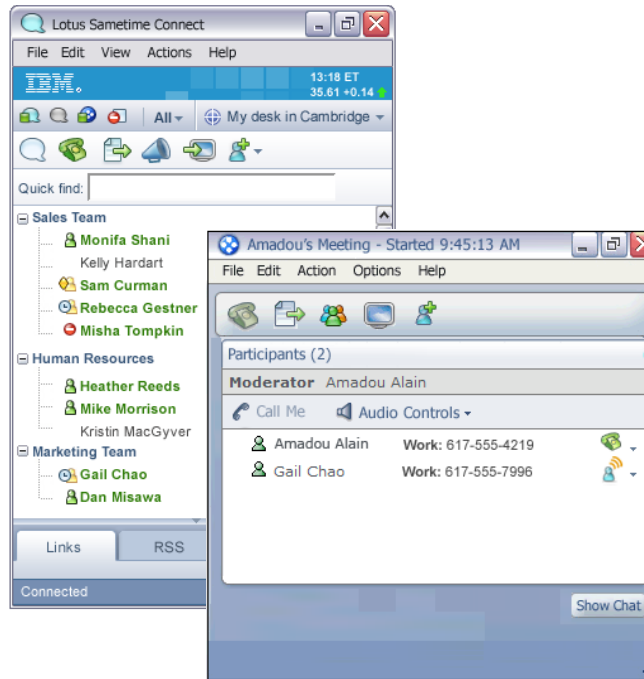 Lotus Sametime Connect
File Edit View Actions Help
IBM.
13:18 ET
35.61 +0.14
All
My desk in Cambridge
Quick find:
Sales Team
Monifa Shani
Kelly Hardart
Sam Curman
Rebecca Gestner
Misha Tompkin
Human Resources
Heather Reeds
Mike Morrison
Kristin MacGyver
Marketing Team
Gail Chao
Dan Misawa
Links RSS
Connected
Amadou's Meeting - Started 9:45:13 AM
File Edit Action Options Help
Participants (2)
Moderator Amadou Alain
Call Me Audio Controls
Amadou Alain Work: 617-555-4219
Gail Chao Work: 617-555-7996
Show Chat